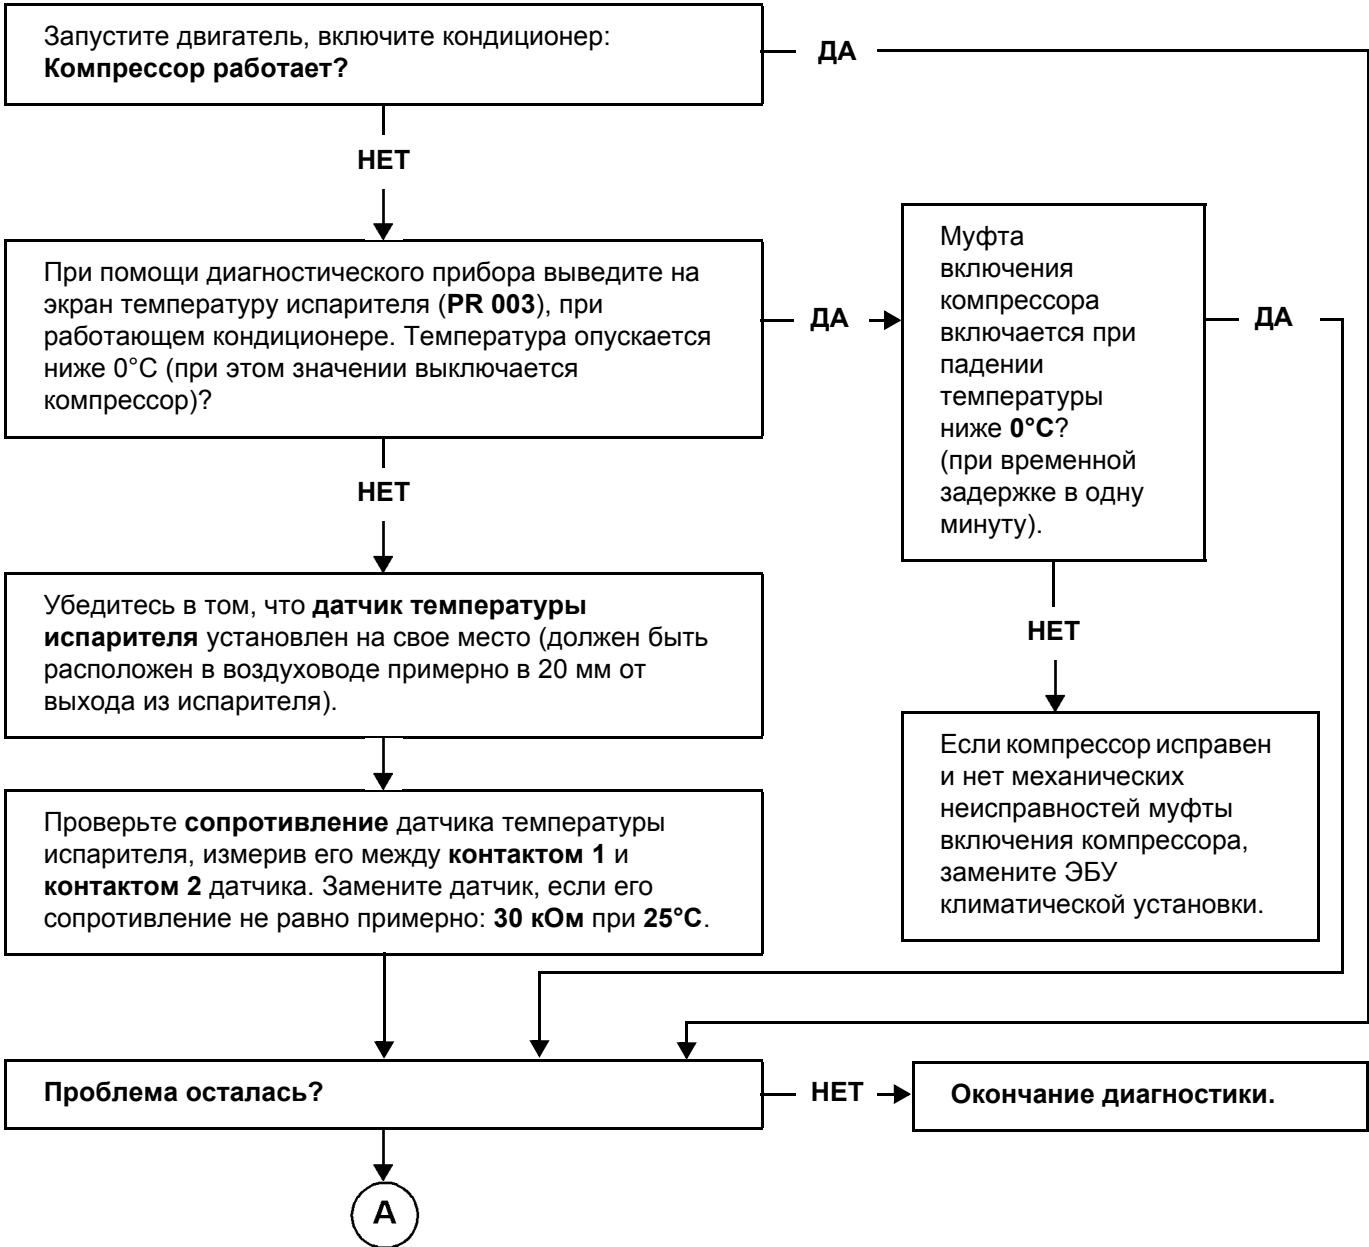 Запустите двигатель, включите кондиционер:
Компрессор работает?
ДА
НЕТ
При помощи диагностического прибора выведите на
экран температуру испарителя (PR 003), при
работающем кондиционере. Температура опускается
ниже 0°C (при этом значении выключается
компрессор)?
ДА
Муфта
включения
компрессора
включается при
падении
температуры
ниже 0°C?
(при временной
задержке в одну
минуту).
ДА
НЕТ
НЕТ
Убедитесь в том, что датчик температуры
испарителя установлен на свое место (должен быть
расположен в воздуховоде примерно в 20 мм от
выхода из испарителя).
Если компрессор исправен
и нет механических
неисправностей муфты
включения компрессора,
замените ЭБУ
климатической установки.
Проверьте сопротивление датчика температуры
испарителя, измерив его между контактом 1 и
контактом 2 датчика. Замените датчик, если его
сопротивление не равно примерно: 30 кОм при 25°C.
Проблема осталась?
НЕТ
Окончание диагностики.
А